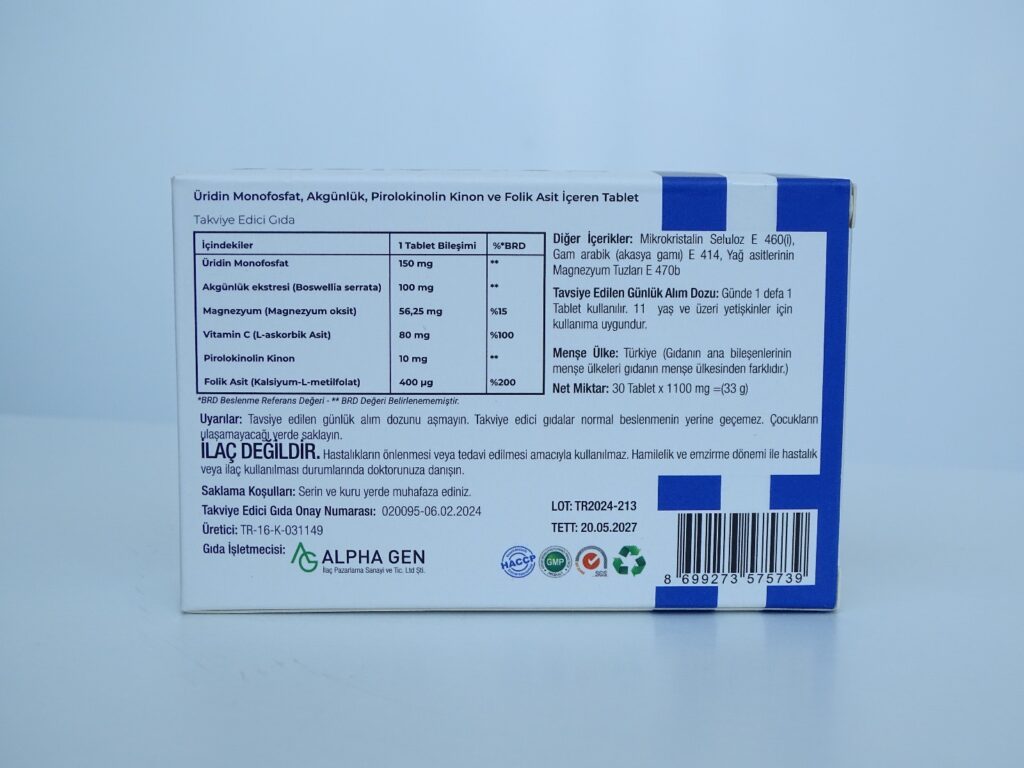 Üridin Monofosfat, Akgünlük, Pirolokinolin Kinon ve Folik Asit İçeren Tablet
Takviye Edici Gıda
İçindekiler 1 Tablet Bileşimi %*BRD
Üridin Monofosfat 150 mg **
Akgünlük ekstresi (Boswellia serrata) 100 mg **
Magnezyum (Magnezyum oksit) 56,25 mg %15
Vitamin C (L-askorbik Asit) 80 mg %100
Pirolokinolin Kinon 10 mg **
Folik Asit (Kalsiyum-L-metilfolat) 400 µg %200
*BRD Beslenme Referans Değeri - ** BRD Değeri Belirlenememiştir.
Diğer İçerikler: Mikrokristalin Seluloz E 460(i),
Gam arabik (akasya gamı) E 414, Yağ asitlerinin
Magnezyum Tuzları E 470b
Tavsiye Edilen Günlük Alım Dozu: Günde 1 defa 1
Tablet kullanılır. 11 yaş ve üzeri yetişkinler için
kullanıma uygundur.
Menşe Ülke: Türkiye (Gıdanın ana bileşenlerinin
menşe ülkeleri gıdanın menşe ülkesinden farklıdır.)
Net Miktar: 30 Tablet x 1100 mg =(33 g)
Uyarılar: Tavsiye edilen günlük alım dozunu aşmayın. Takviye edici gıdalar normal beslenmenin yerine geçemez. Çocukların
ulaşamayacağı yerde saklayın.
İLAÇ DEĞİLDİR. Hastalıkların önlenmesi veya tedavi edilmesi amacıyla kullanılmaz. Hamilelik ve emzirme dönemi ile hastalık
veya ilaç kullanılması durumlarında doktorunuza danışın.
Saklama Koşulları: Serin ve kuru yerde muhafaza ediniz.
Takviye Edici Gıda Onay Numarası: 020095-06.02.2024
Üretici: TR-16-K-031149
Gıda İşletmecisi: ALPHA GEN
İlaç Pazarlama Sanayi ve Tic. Ltd Şti.
LOT: TR2024-213
TETT: 20.05.2027
HACCP
GMP
SGS
8 699273 575739